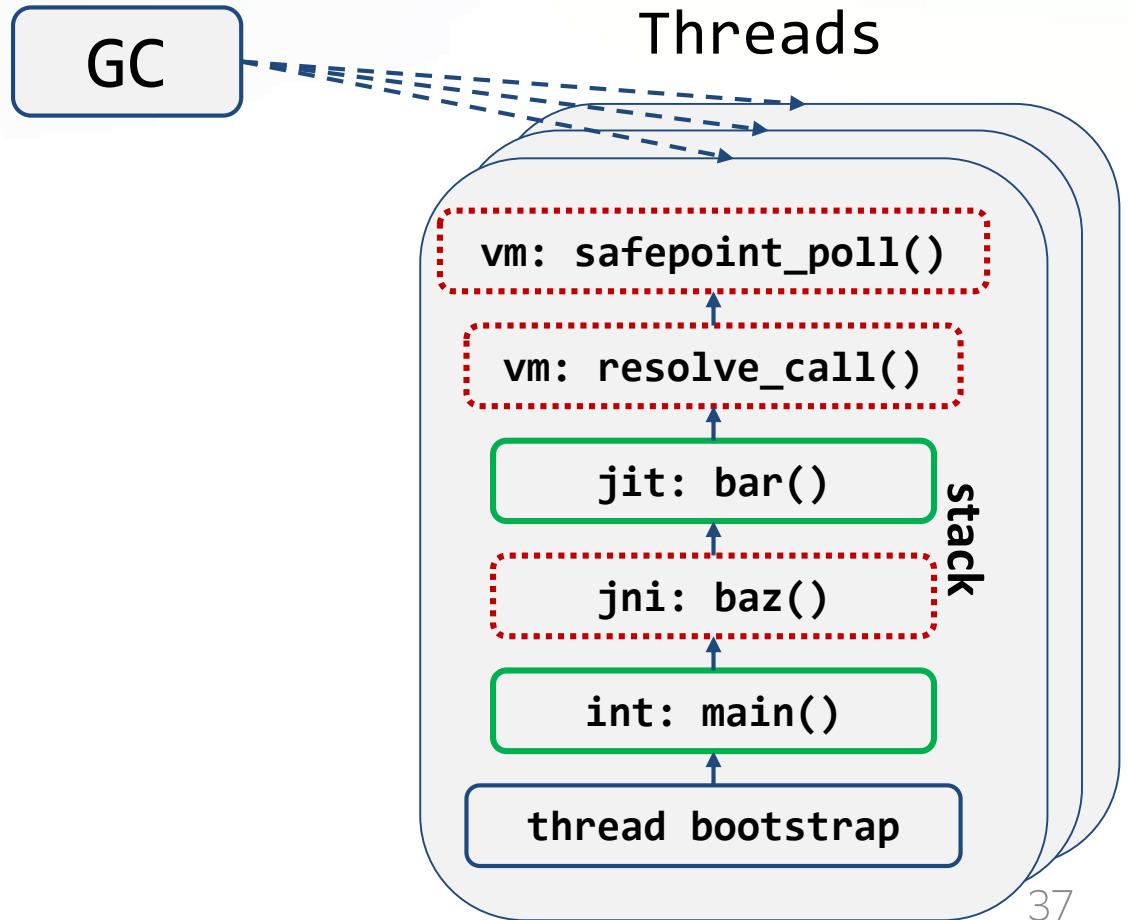 GC
Threads
vm: safepoint_poll()
vm: resolve_call()
jit: bar()
stack
jni: baz()
int: main()
thread bootstrap
37